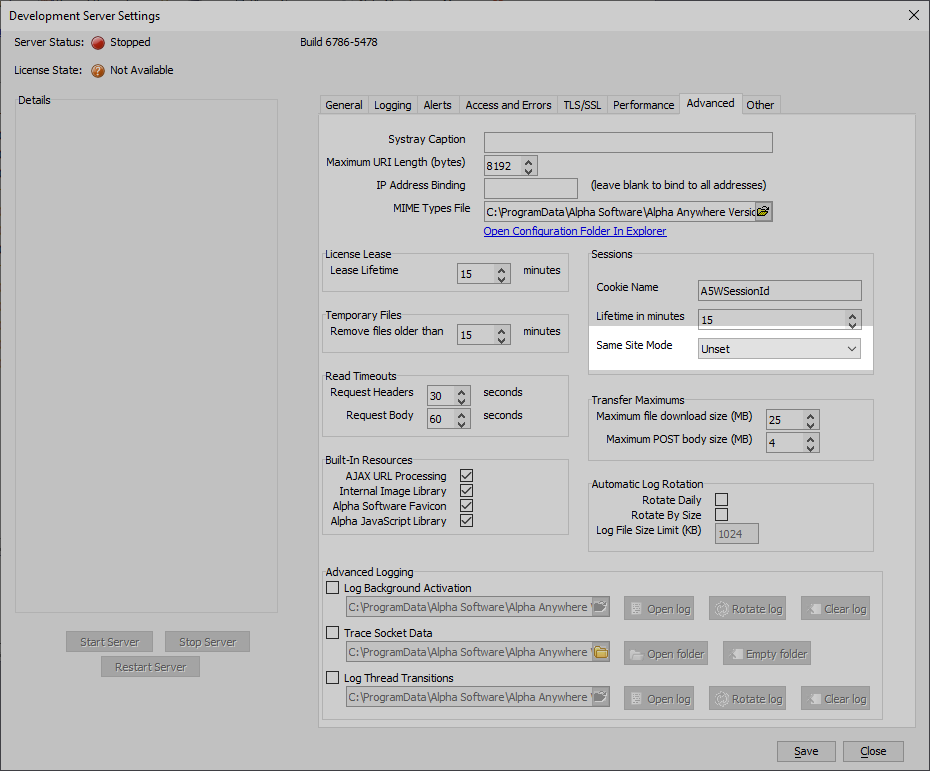 Development Server Settings
Server Status: Stopped
Build 6786-5478
License State: Not Available
Details
General Logging Alerts Access and Errors TLS/SSL Performance Advanced Other
Systray Caption
Maximum URI Length (bytes) 8192
IP Address Binding (leave blank to bind to all addresses)
MIME Types File C:\ProgramData\Alpha Software\Alpha Anywhere Versio
Open Configuration Folder In Explorer
License Lease
Lease Lifetime 15 minutes
Temporary Files
Remove files older than 15 minutes
Read Timeouts
Request Headers 30 seconds
Request Body 60 seconds
Built-In Resources
AJAX URL Processing
Internal Image Library
Alpha Software Favicon
Alpha JavaScript Library
Sessions
Cookie Name A5WSessionId
Lifetime in minutes 15
Same Site Mode Unset
Transfer Maximums
Maximum file download size (MB) 25
Maximum POST body size (MB) 4
Automatic Log Rotation
Rotate Daily
Rotate By Size
Log File Size Limit (KB) 1024
Advanced Logging
Log Background Activation
C:\ProgramData\Alpha Software\Alpha Anywhere Open log Rotate log Clear log
Trace Socket Data
C:\ProgramData\Alpha Software\Alpha Anywhere Open folder Empty folder
Log Thread Transitions
C:\ProgramData\Alpha Software\Alpha Anywhere Open log Rotate log Clear log
Start Server Stop Server
Restart Server
Save Close